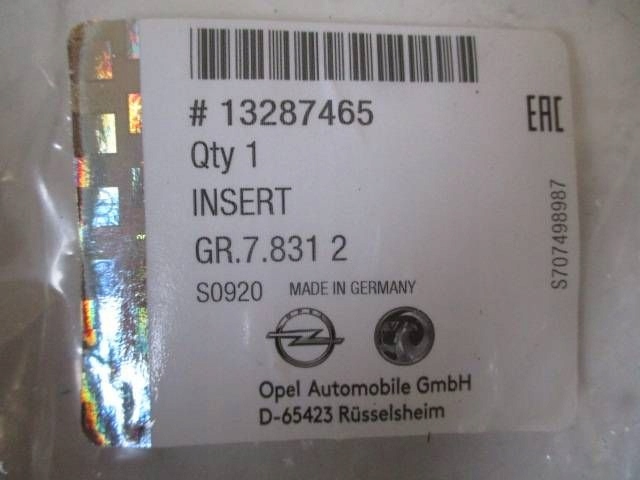 # 13287465
EAC
Qty 1
INSERT
GR.7.831 2
S0920 MADE IN GERMANY
S707498987
OPEL
Opel Automobile GmbH
D-65423 Rüsselsheim